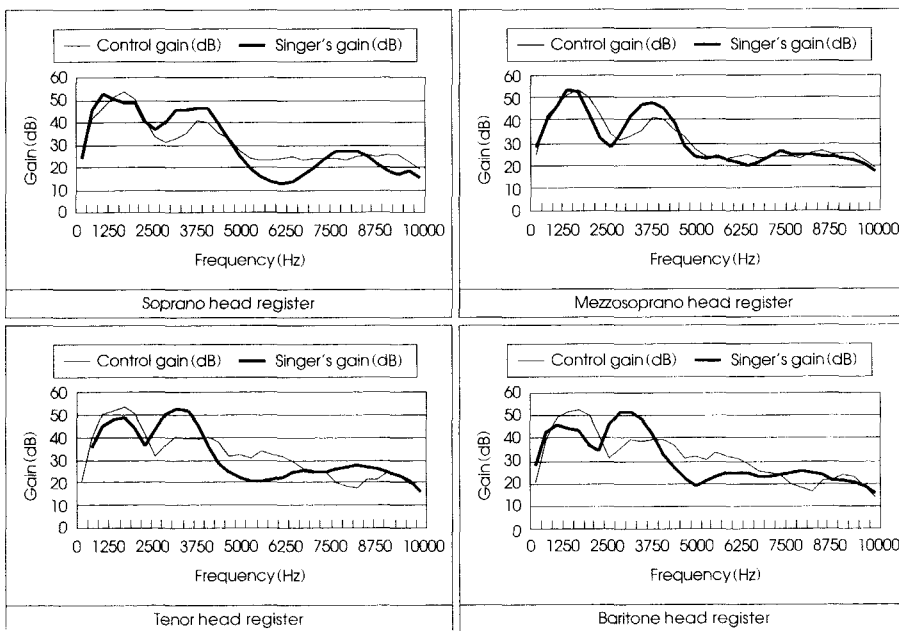 Control gain (dB) Singer's gain (dB)
60
50
40
30
20
10
0
Gain (dB)
0 1250 2500 3750 5000 6250 7500 8750 10000
Frequency (Hz)
Soprano head register
Control gain (dB) Singer's gain (dB)
60
50
40
30
20
10
0
Gain (dB)
0 1250 2500 3750 5000 6250 7500 8750 10000
Frequency (Hz)
Mezzosoprano head register
Control gain (dB) Singer's gain (dB)
60
50
40
30
20
10
0
Gain (dB)
0 1250 2500 3750 5000 6250 7500 8750 10000
Frequency (Hz)
Tenor head register
Control gain (dB) Singer's gain (dB)
60
50
40
30
20
10
0
Gain (dB)
0 1250 2500 3750 5000 6250 7500 8750 10000
Frequency (Hz)
Baritone head register